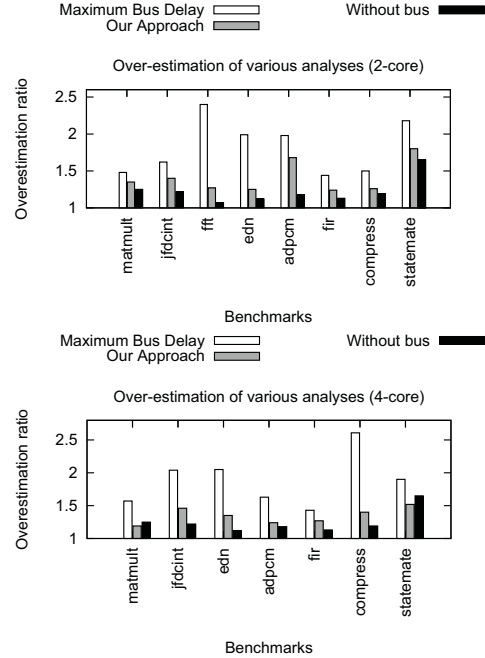 Maximum Bus Delay
Without bus
Our Approach
Over-estimation of various analyses (2-core)
Overestimation ratio
2.5
2
1.5
1
matmult
jfdcint
fft
edn
adpcm
fir
compress
statemate
Benchmarks
Maximum Bus Delay
Without bus
Our Approach
Over-estimation of various analyses (4-core)
Overestimation ratio
2.5
2
1.5
1
matmult
jfdcint
edn
adpcm
fir
compress
statemate
Benchmarks